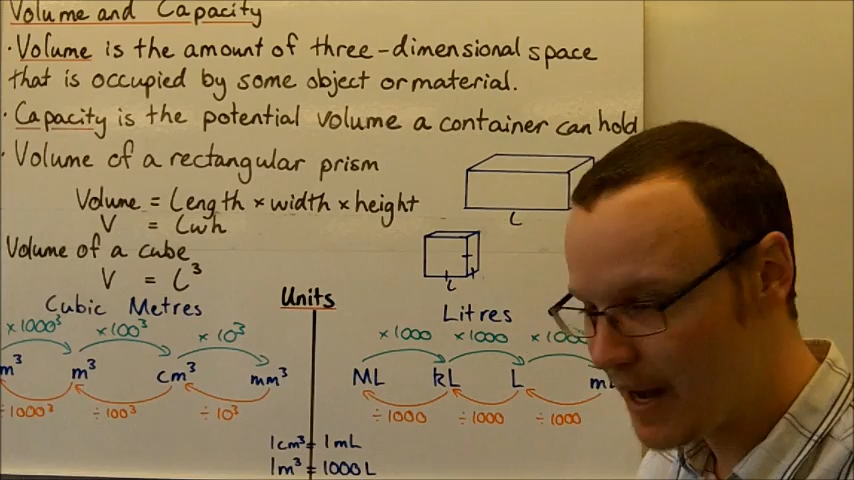 Volume and Capacity
· Volume is the amount of three-dimensional space
that is occupied by some object or material.
· Capacity is the potential volume a container can hold
· Volume of a rectangular prism
Volume = Length × width × height
V = Lwh
L
Volume of a cube
V = L³
L
Units
Cubic Metres
×1000³ ×100³ ×10³
m³ m³ cm³ mm³
÷1000³ ÷100³ ÷10³
Litres
×1000 ×1000 ×1000
ML kL L mL
÷1000 ÷1000 ÷1000
1cm³ = 1mL
1m³ = 1000L